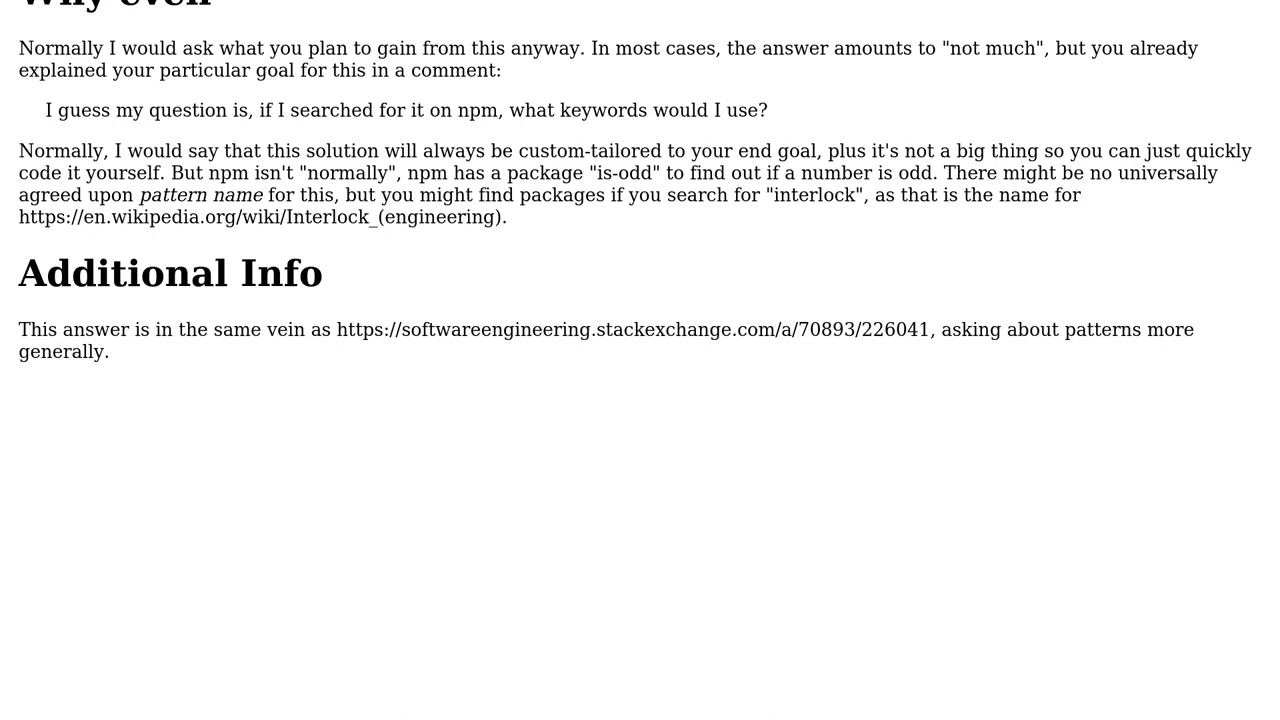 Why even
Normally I would ask what you plan to gain from this anyway. In most cases, the answer amounts to "not much", but you already
explained your particular goal for this in a comment:
I guess my question is, if I searched for it on npm, what keywords would I use?
Normally, I would say that this solution will always be custom-tailored to your end goal, plus it's not a big thing so you can just quickly
code it yourself. But npm isn't "normally", npm has a package "is-odd" to find out if a number is odd. There might be no universally
agreed upon pattern name for this, but you might find packages if you search for "interlock", as that is the name for
https://en.wikipedia.org/wiki/Interlock_(engineering).
Additional Info
This answer is in the same vein as https://softwareengineering.stackexchange.com/a/70893/226041, asking about patterns more
generally.